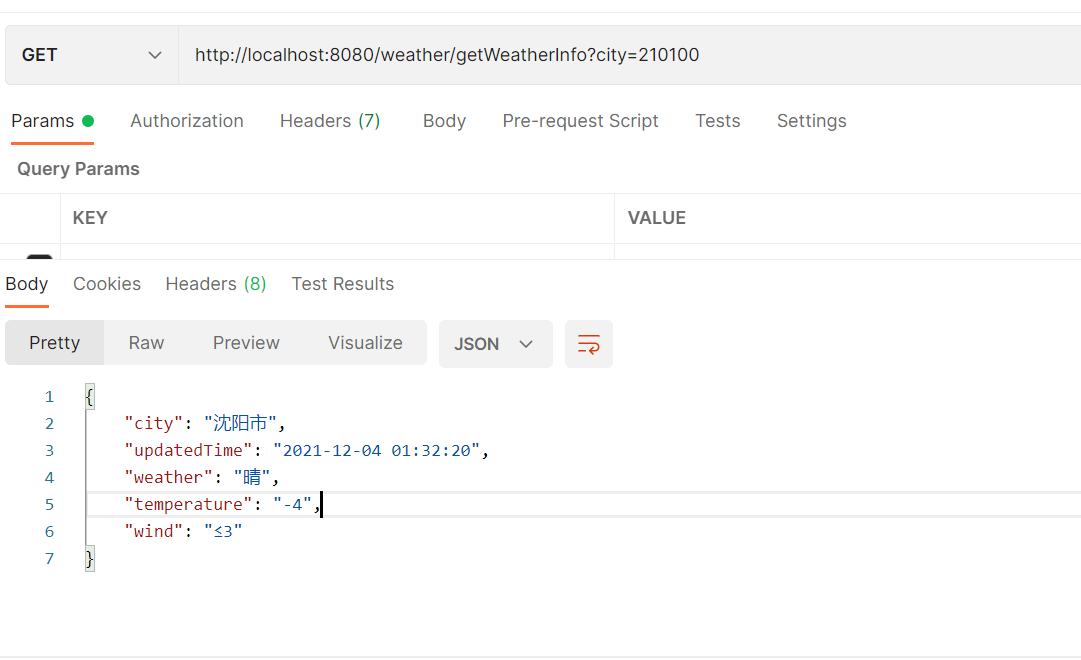 GET http://localhost:8080/weather/getWeatherInfo?city=210100
Params Authorization Headers (7) Body Pre-request Script Tests Settings
Query Params
KEY VALUE
Body Cookies Headers (8) Test Results
Pretty Raw Preview Visualize JSON
1 {
2 "city": "沈阳市",
3 "updatedTime": "2021-12-04 01:32:20",
4 "weather": "晴",
5 "temperature": "-4",
6 "wind": "≤3"
7 }